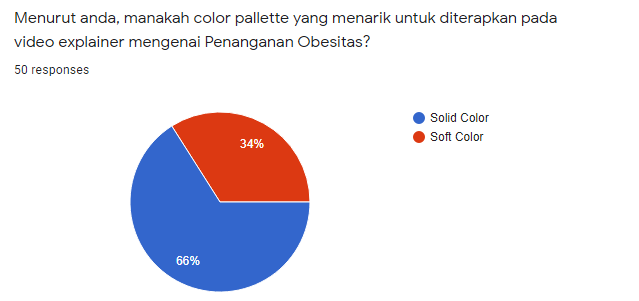 Menurut anda, manakah color pallette yang menarik untuk diterapkan pada
video explainer mengenai Penanganan Obesitas?
50 responses
Solid Color
Soft Color
34%
66%